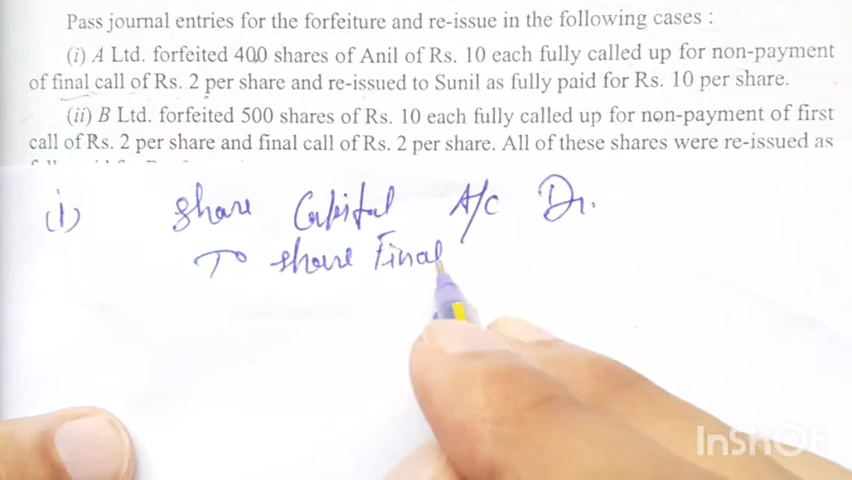 Pass journal entries for the forfeiture and re-issue in the following cases :
(i) A Ltd. forfeited 400 shares of Anil of Rs. 10 each fully called up for non-payment
of final call of Rs. 2 per share and re-issued to Sunil as fully paid for Rs. 10 per share.
(ii) B Ltd. forfeited 500 shares of Rs. 10 each fully called up for non-payment of first
call of Rs. 2 per share and final call of Rs. 2 per share. All of these shares were re-issued as
(i) Share Capital A/C Dr.
To Share Final
InShOt